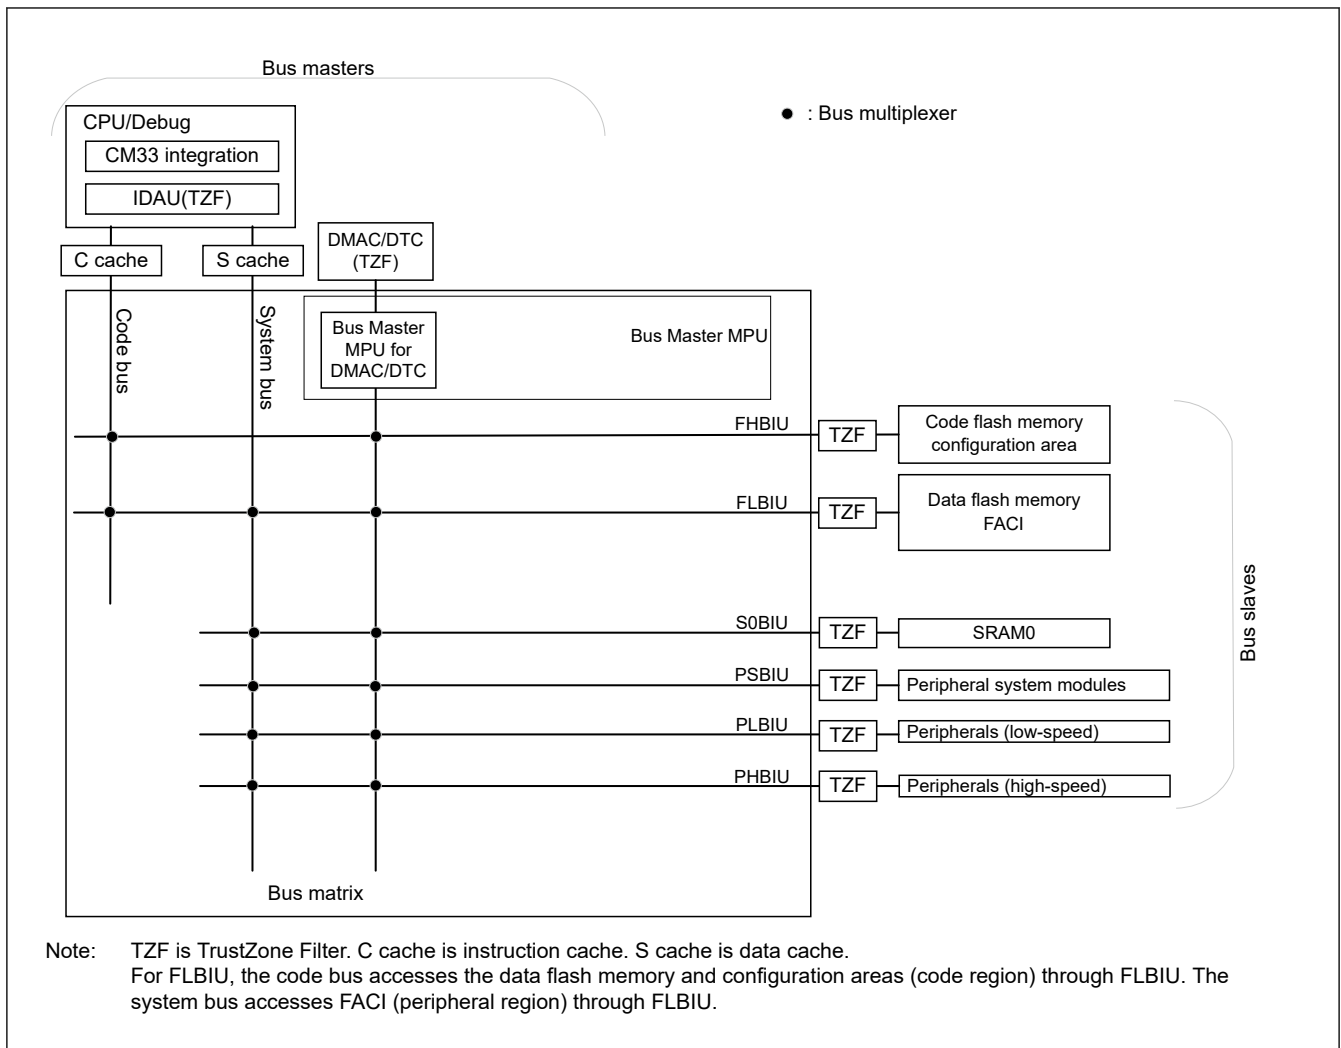 Bus masters
: Bus multiplexer
CPU/Debug
CM33 integration
IDAU(TZF)
C cache
S cache
DMAC/DTC
(TZF)
Code bus
System bus
Bus Master
MPU for
DMAC/DTC
Bus Master MPU
FHBIU
TZF
Code flash memory
configuration area
FLBIU
TZF
Data flash memory
FACI
S0BIU
TZF
SRAM0
PSBIU
TZF
Peripheral system modules
PLBIU
TZF
Peripherals (low-speed)
PHBIU
TZF
Peripherals (high-speed)
Bus slaves
Bus matrix
Note: TZF is TrustZone Filter. C cache is instruction cache. S cache is data cache.
For FLBIU, the code bus accesses the data flash memory and configuration areas (code region) through FLBIU. The
system bus accesses FACI (peripheral region) through FLBIU.